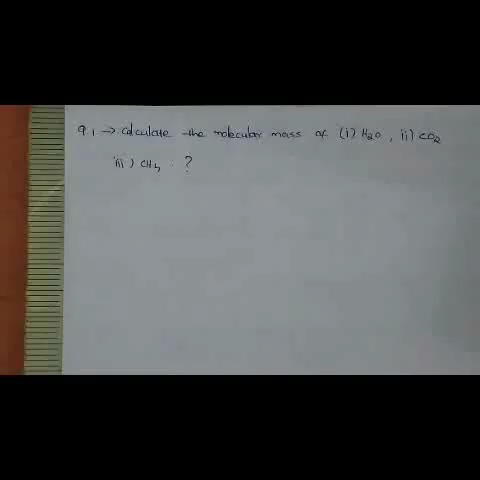 Q.1 → Calculate the molecular mass of (i) H2O, ii) CO2
iii) CH4 . ?